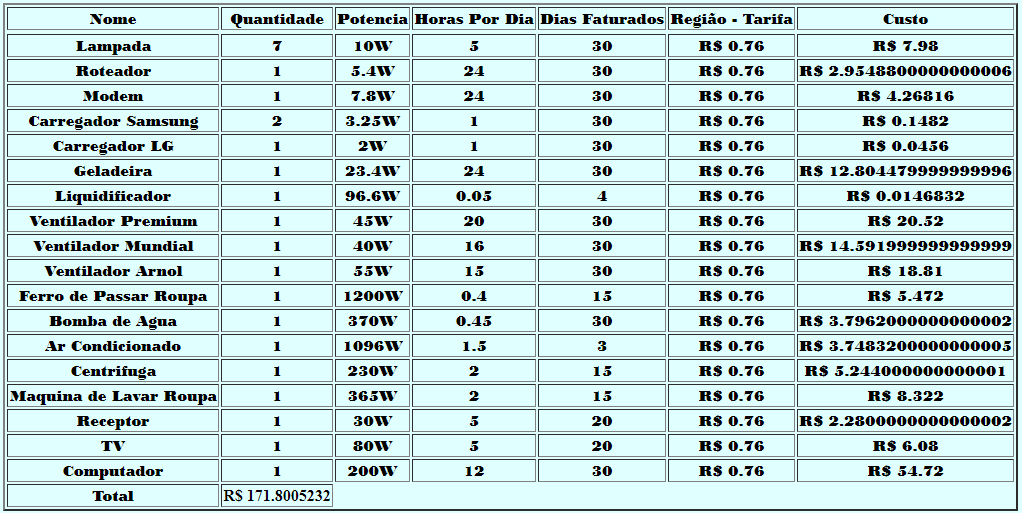 Nome Quantidade Potencia Horas Por Dia Dias Faturados Região - Tarifa Custo
Lampada 7 10W 5 30 R$ 0.76 R$ 7.98
Roteador 1 5.4W 24 30 R$ 0.76 R$ 2.9548800000000006
Modem 1 7.8W 24 30 R$ 0.76 R$ 4.26816
Carregador Samsung 2 3.25W 1 30 R$ 0.76 R$ 0.1482
Carregador LG 1 2W 1 30 R$ 0.76 R$ 0.0456
Geladeira 1 23.4W 24 30 R$ 0.76 R$ 12.804479999999996
Liquidificador 1 96.6W 0.05 4 R$ 0.76 R$ 0.0146832
Ventilador Premium 1 45W 20 30 R$ 0.76 R$ 20.52
Ventilador Mundial 1 40W 16 30 R$ 0.76 R$ 14.591999999999999
Ventilador Arnol 1 55W 15 30 R$ 0.76 R$ 18.81
Ferro de Passar Roupa 1 1200W 0.4 15 R$ 0.76 R$ 5.472
Bomba de Agua 1 370W 0.45 30 R$ 0.76 R$ 3.7962000000000002
Ar Condicionado 1 1096W 1.5 3 R$ 0.76 R$ 3.7483200000000005
Centrifuga 1 230W 2 15 R$ 0.76 R$ 5.244000000000001
Maquina de Lavar Roupa 1 365W 2 15 R$ 0.76 R$ 8.322
Receptor 1 30W 5 20 R$ 0.76 R$ 2.2800000000000002
TV 1 80W 5 20 R$ 0.76 R$ 6.08
Computador 1 200W 12 30 R$ 0.76 R$ 54.72
Total R$ 171.8005232